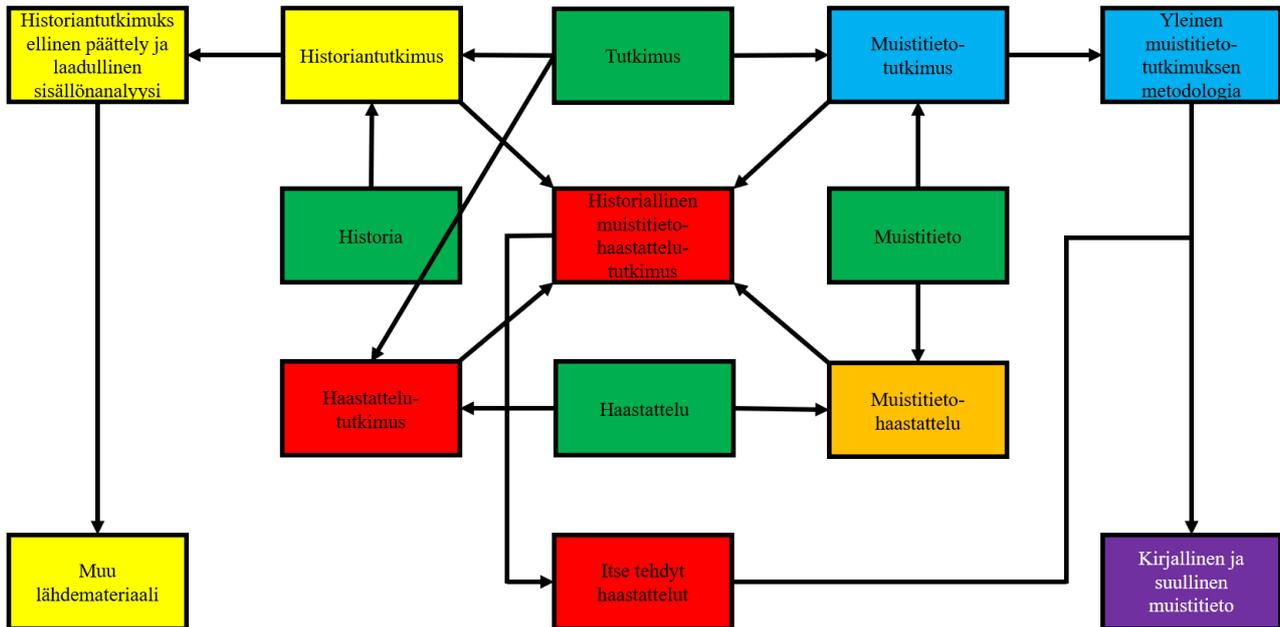 Historiantutkimuks
ellinen päättely ja
laadullinen
sisällönanalyysi
Historiantutkimus
Tutkimus
Muistitieto-
tutkimus
Yleinen
muistitieto-
tutkimuksen
metodologia
Historia
Historiallinen
muistitieto-
haastattelu-
tutkimus
Muistitieto
Haastattelu-
tutkimus
Haastattelu
Muistitieto-
haastattelu
Muu
lähdemateriaali
Itse tehdyt
haastattelut
Kirjallinen ja
suullinen
muistitieto